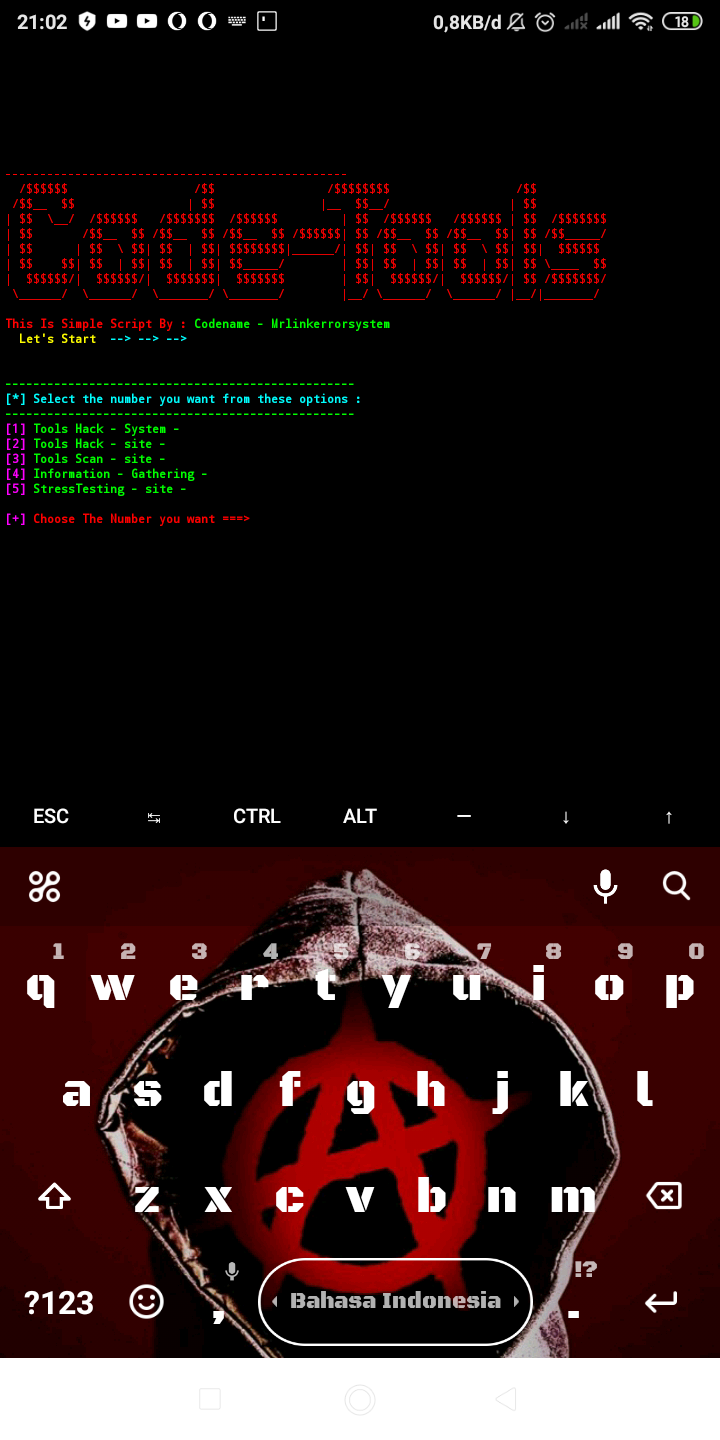 21:02 0,8KB/d 18
Code-Tools
This Is Simple Script By : Codename - Mrlinkerrorsystem
Let's Start --> --> -->
-----------------------------------------------
[*] Select the number you want from these options :
-----------------------------------------------
[1] Tools Hack - System -
[2] Tools Hack - site -
[3] Tools Scan - site -
[4] Information - Gathering -
[5] StressTesting - site -
[+] Choose The Number you want ===>
ESC ↹ CTRL ALT — ↓ ↑
1 2 3 4 5 6 7 8 9 0
q w e r t y u i o p
a s d f g h j k l
z x c v b n m
!?
?123 , Bahasa Indonesia .